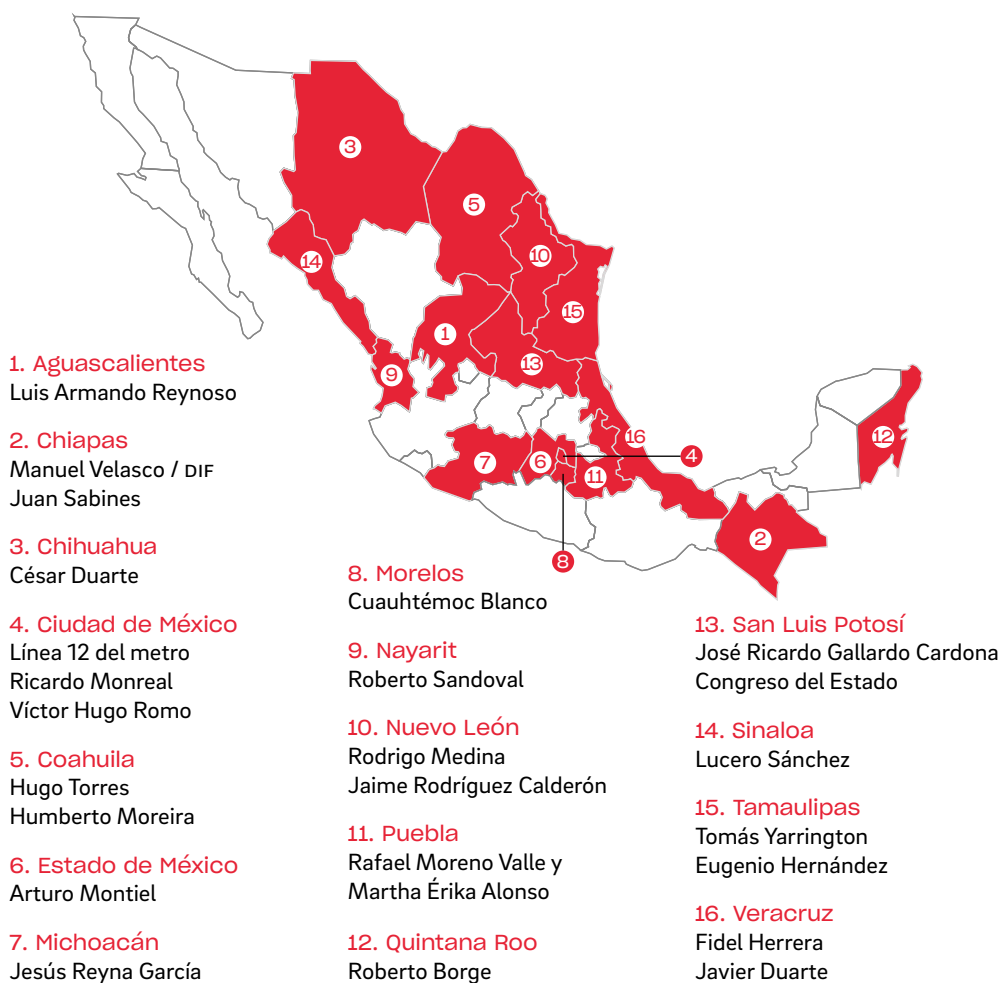 3
5
10
14
15
1
13
9
12
16
4
7
6
11
2
8
1. Aguascalientes
Luis Armando Reynoso
2. Chiapas
Manuel Velasco / DIF
Juan Sabines
3. Chihuahua
César Duarte
4. Ciudad de México
Línea 12 del metro
Ricardo Monreal
Víctor Hugo Romo
5. Coahuila
Hugo Torres
Humberto Moreira
6. Estado de México
Arturo Montiel
7. Michoacán
Jesús Reyna García
8. Morelos
Cuauhtémoc Blanco
9. Nayarit
Roberto Sandoval
10. Nuevo León
Rodrigo Medina
Jaime Rodríguez Calderón
11. Puebla
Rafael Moreno Valle y
Martha Érika Alonso
12. Quintana Roo
Roberto Borge
13. San Luis Potosí
José Ricardo Gallardo Cardona
Congreso del Estado
14. Sinaloa
Lucero Sánchez
15. Tamaulipas
Tomás Yarrington
Eugenio Hernández
16. Veracruz
Fidel Herrera
Javier Duarte